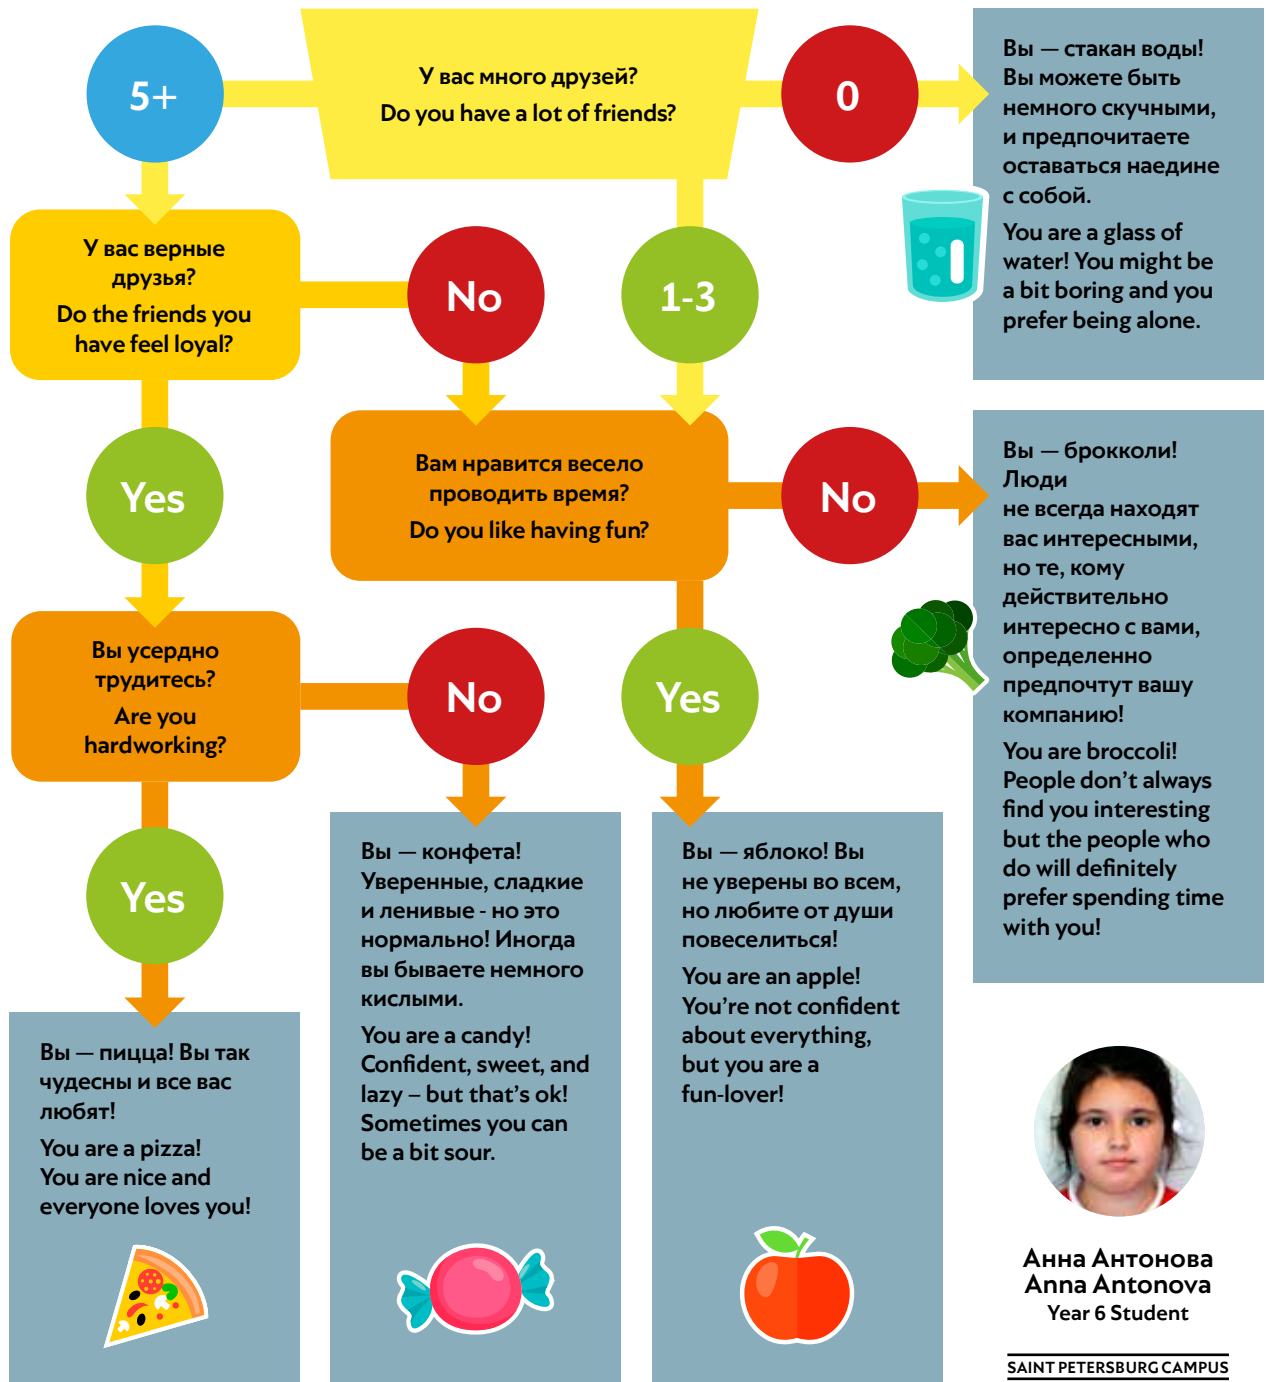 5+
У вас много друзей?
Do you have a lot of friends?
0
Вы — стакан воды!
Вы можете быть
немного скучными,
и предпочитаете
оставаться наедине
с собой.
You are a glass of
water! You might be
a bit boring and you
prefer being alone.
У вас верные
друзья?
Do the friends you
have feel loyal?
No
1-3
Yes
Вам нравится весело
проводить время?
Do you like having fun?
No
Вы — брокколи!
Люди
не всегда находят
вас интересными,
но те, кому
действительно
интересно с вами,
определенно
предпочтут вашу
компанию!
You are broccoli!
People don't always
find you interesting
but the people who
do will definitely
prefer spending time
with you!
Вы усердно
трудитесь?
Are you
hardworking?
No
Yes
Yes
Вы — пицца! Вы так
чудесны и все вас
любят!
You are a pizza!
You are nice and
everyone loves you!
Вы — конфета!
Уверенные, сладкие
и ленивые - но это
нормально! Иногда
вы бываете немного
кислыми.
You are a candy!
Confident, sweet, and
lazy – but that's ok!
Sometimes you can
be a bit sour.
Вы — яблоко! Вы
не уверены во всем,
но любите от души
повеселиться!
You are an apple!
You're not confident
about everything,
but you are a
fun-lover!
Анна Антонова
Anna Antonova
Year 6 Student
SAINT PETERSBURG CAMPUS